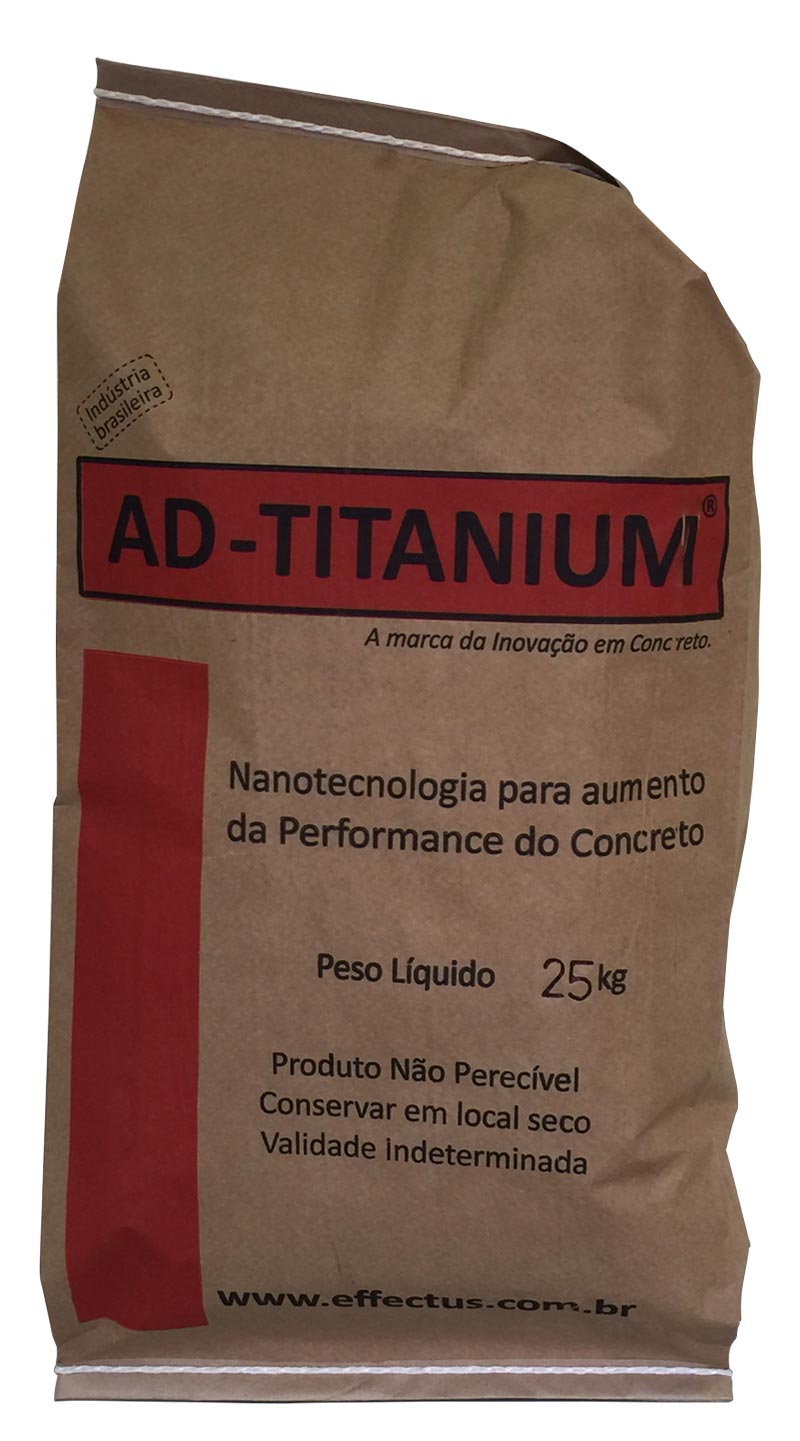 Indústria
brasileira
AD-TITANIUM®
A marca da Inovação em Concreto.
Nanotecnologia para aumento
da Performance do Concreto
Peso Líquido 25kg
Produto Não Perecível
Conservar em local seco
Validade indeterminada
www.effectus.com.br